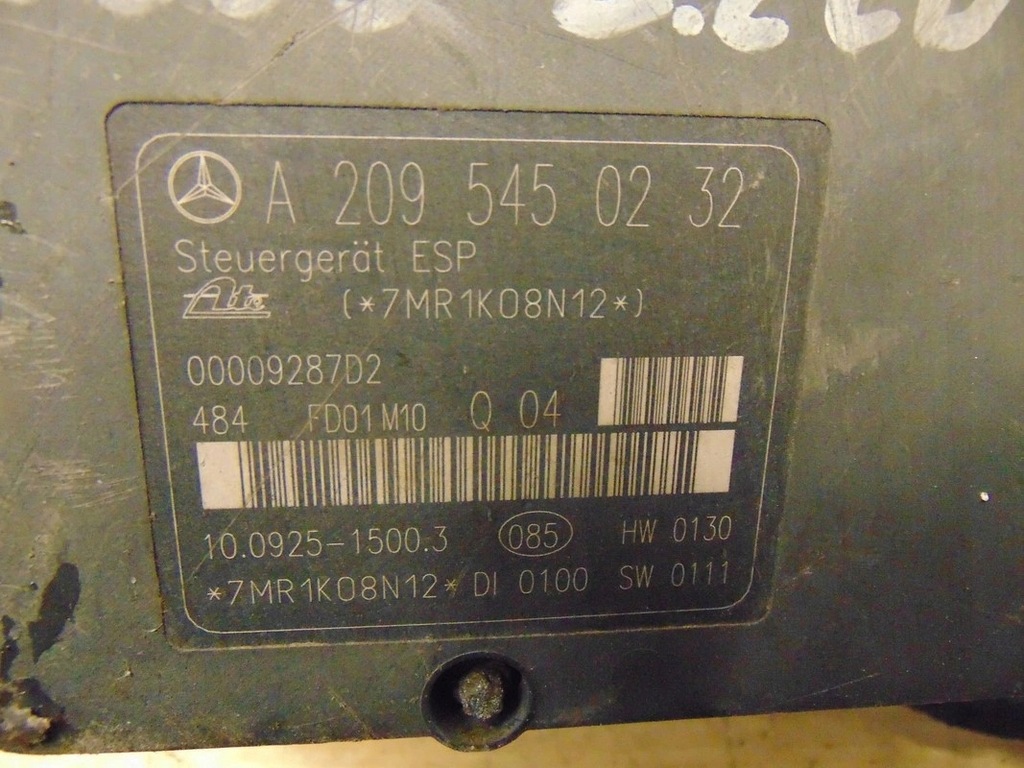 A 209 545 02 32
Steuergerät ESP
Ate (*7MR1K08N12*)
00009287D2
484 FD01M10 Q 04
10.0925-1500.3 085 HW 0130
*7MR1K08N12* DI 0100 SW 0111